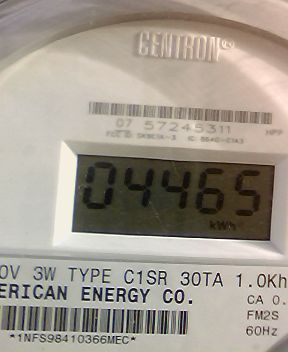 CENTRON®
07 57245311
HPP
04465
kWh
0V 3W TYPE C1SR 30TA 1.0Kh
ERICAN ENERGY CO.
CA 0.
FM2S
*1NFS98410366MEC*
60Hz